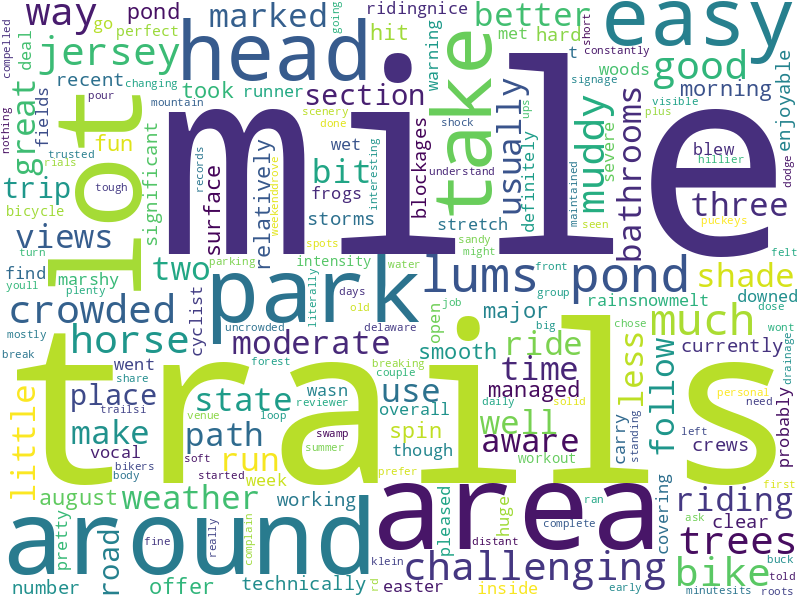 compelled
way
go
pond
marked
going
ridingnice
better
short
easy
jersey
perfect
head
hit
met
hard
constantly
deal
recent
changing
warning
t
signage
woods
good
nothing
fields
great
pour
mountain
took
runner
section
take
usually
morning
visible
plus
enjoyable
lot
trusted
rials
fun
significant
scenery
done
wet
shock
ups
muddy
severe
bathrooms
blew
hillier
dodge
mile
trip
tough
records
weekenddrove
bit
interesting
blockages
understand
definitely
maintained
three
bicycle
surface
relatively
frogs
storms
stretch
seen
puckeys
views
turn
find
youll
marshy
plenty
two
parking
spots
intensity
water
sandy
might
front
felt
park
lums
pond
shade
literally
days
old
open
job
group
rainsnowmelt
downed
dose
crowded
mostly
horse
cyclist
uncrowded
delaware
major
big
chose
much
wont
drainage
break
share
moderate
forest
breaking
couple
smooth
ride
less
follow
currently
trails
little
place
trailsi
went
venue
loop
wasn
reviewer
use
daily
solid
time
managed
personal
need
probably
make
state
overall
well
carry
standing
left
vocal
bikers
body
path
soft
started
run
week
swamp
summer
spin
though
prefer
workout
aware
crews
ask
first
august
weather
working
area
ran
huge
covering
riding
clear
around
pretty
road
fine
really
complain
pleased
distant
complete
trees
buck
told
number
offer
technically
rd
klein
easter
challenging
inside
early
bike
minutesits
roots